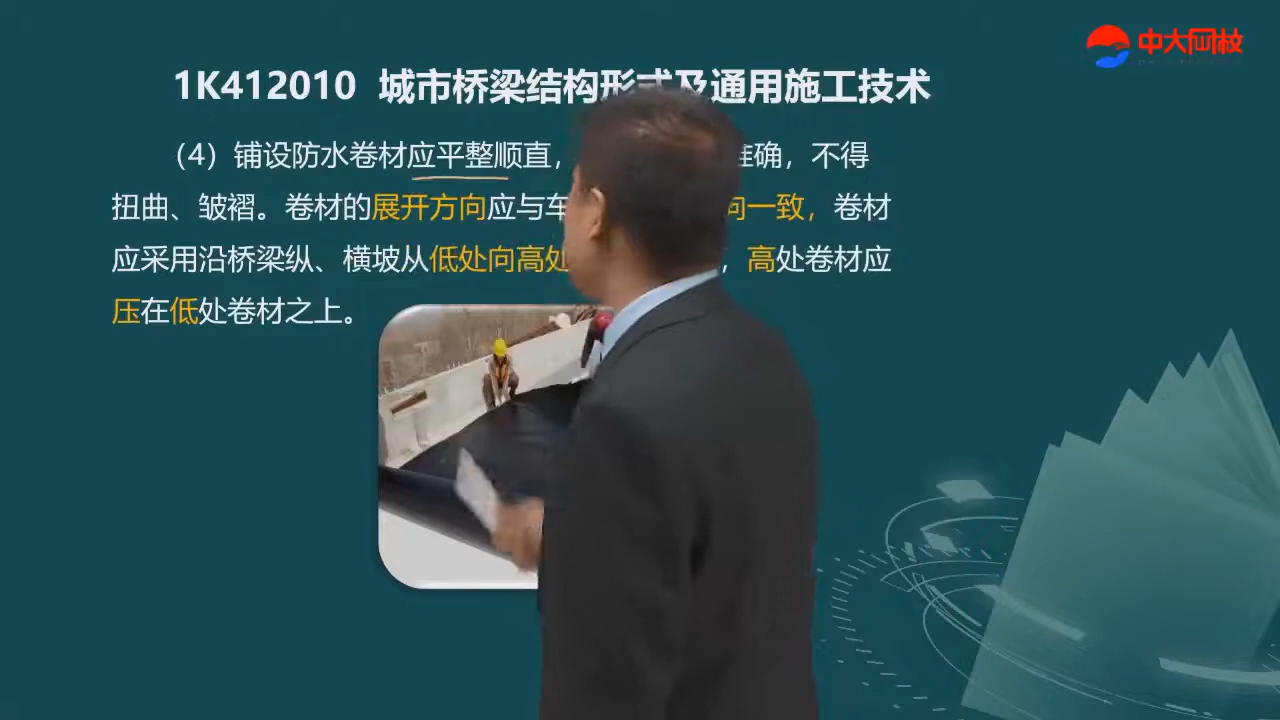 中大网校
1K412010 城市桥梁结构形式及通用施工技术
（4）铺设防水卷材应平整顺直，准确，不得
扭曲、皱褶。卷材的展开方向应与车向一致，卷材
应采用沿桥梁纵、横坡从低处向高处，高处卷材应
压在低处卷材之上。